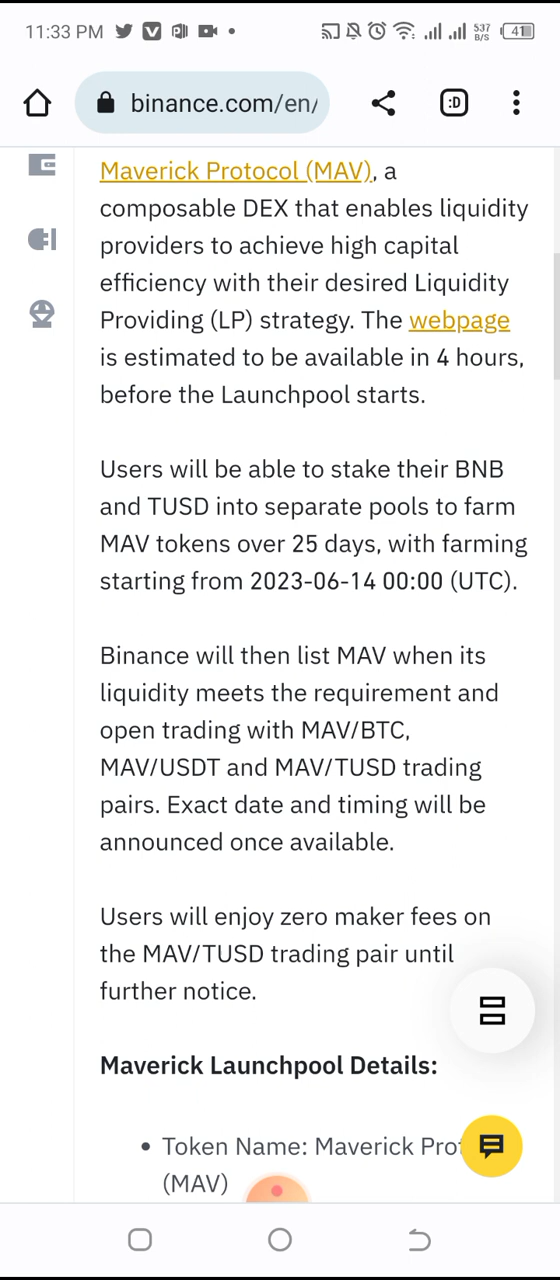 11:33 PM
537 B/S
41
binance.com/en/
:D
Maverick Protocol (MAV), a
composable DEX that enables liquidity
providers to achieve high capital
efficiency with their desired Liquidity
Providing (LP) strategy. The webpage
is estimated to be available in 4 hours,
before the Launchpool starts.
Users will be able to stake their BNB
and TUSD into separate pools to farm
MAV tokens over 25 days, with farming
starting from 2023-06-14 00:00 (UTC).
Binance will then list MAV when its
liquidity meets the requirement and
open trading with MAV/BTC,
MAV/USDT and MAV/TUSD trading
pairs. Exact date and timing will be
announced once available.
Users will enjoy zero maker fees on
the MAV/TUSD trading pair until
further notice.
Maverick Launchpool Details:
• Token Name: Maverick Pro
(MAV)